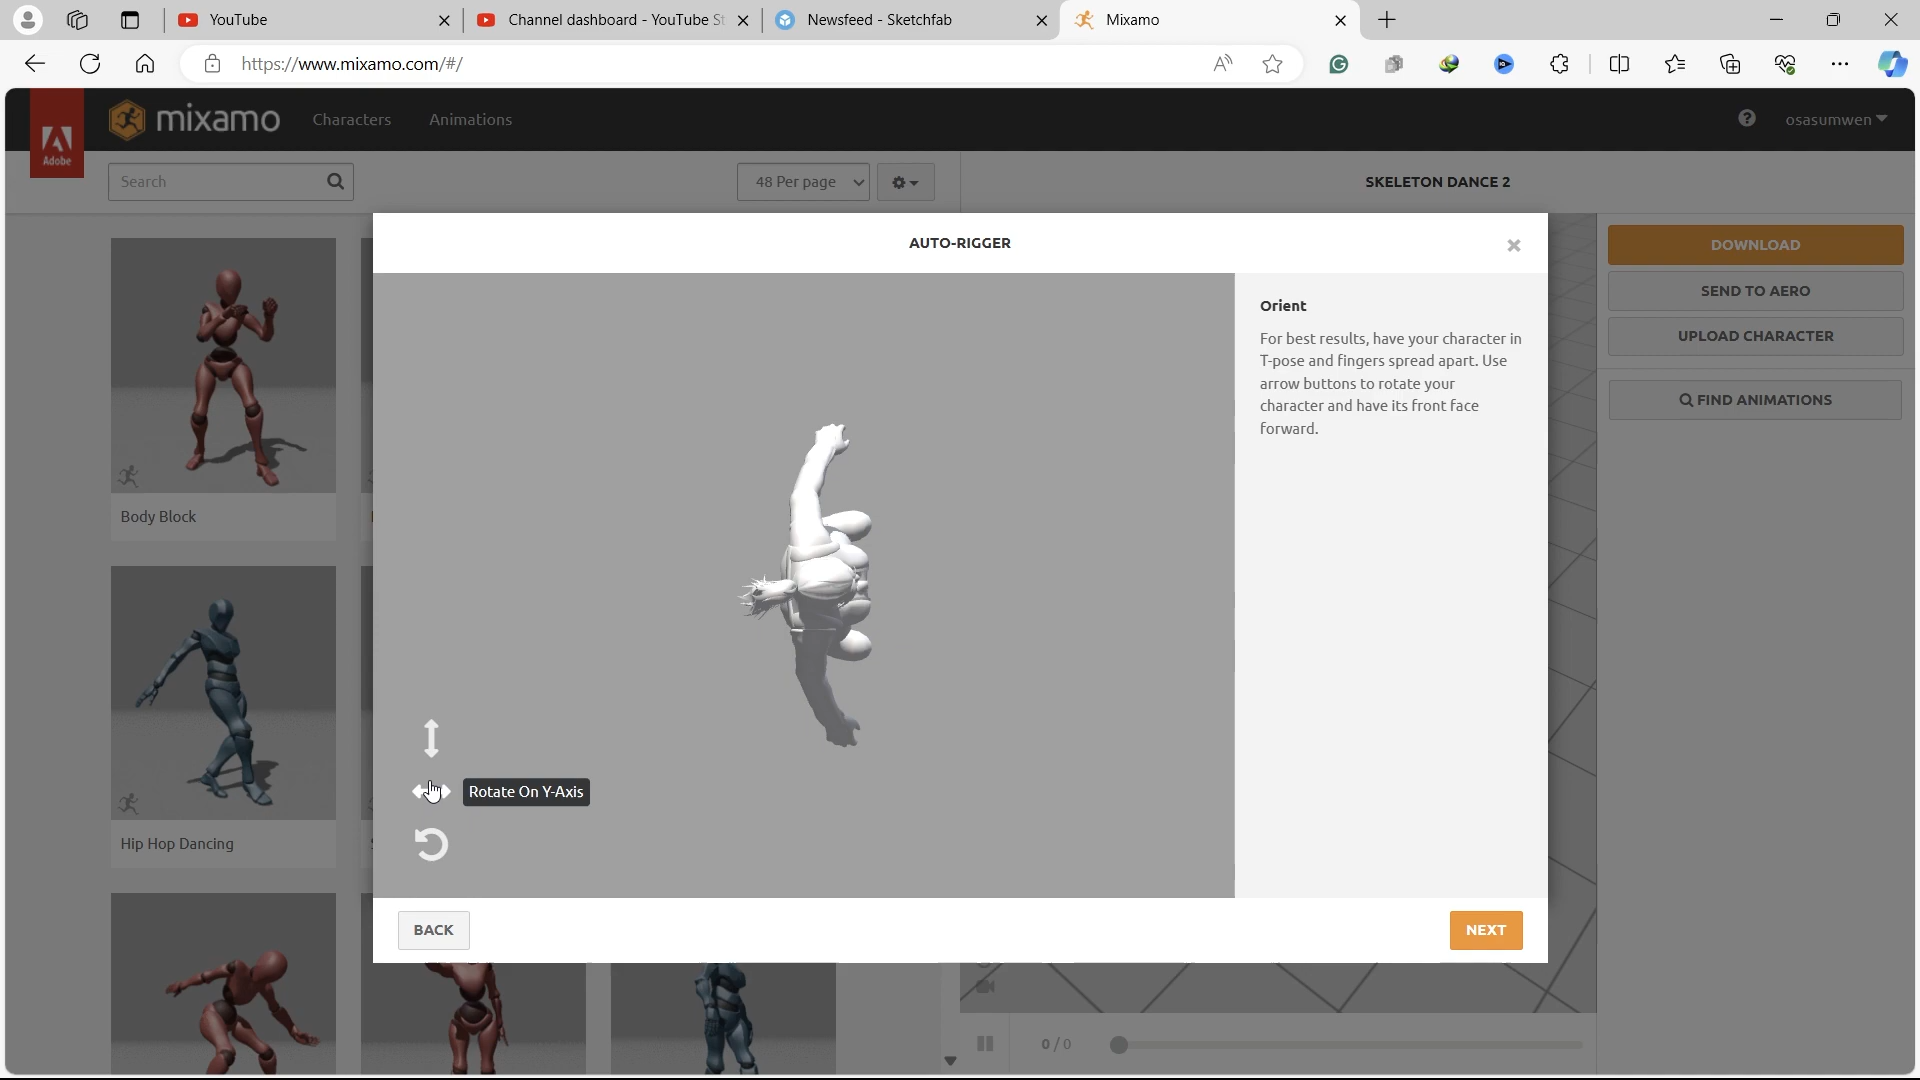 YouTube
Channel dashboard - YouTube St
Newsfeed - Sketchfab
Mixamo
https://www.mixamo.com/#/
Adobe
mixamo
Characters
Animations
osasumwen
Search
48 Per page
SKELETON DANCE 2
AUTO-RIGGER
DOWNLOAD
SEND TO AERO
UPLOAD CHARACTER
FIND ANIMATIONS
Orient
For best results, have your character in
T-pose and fingers spread apart. Use
arrow buttons to rotate your
character and have its front face
forward.
Body Block
Rotate On Y-Axis
Hip Hop Dancing
BACK
NEXT
0 / 0